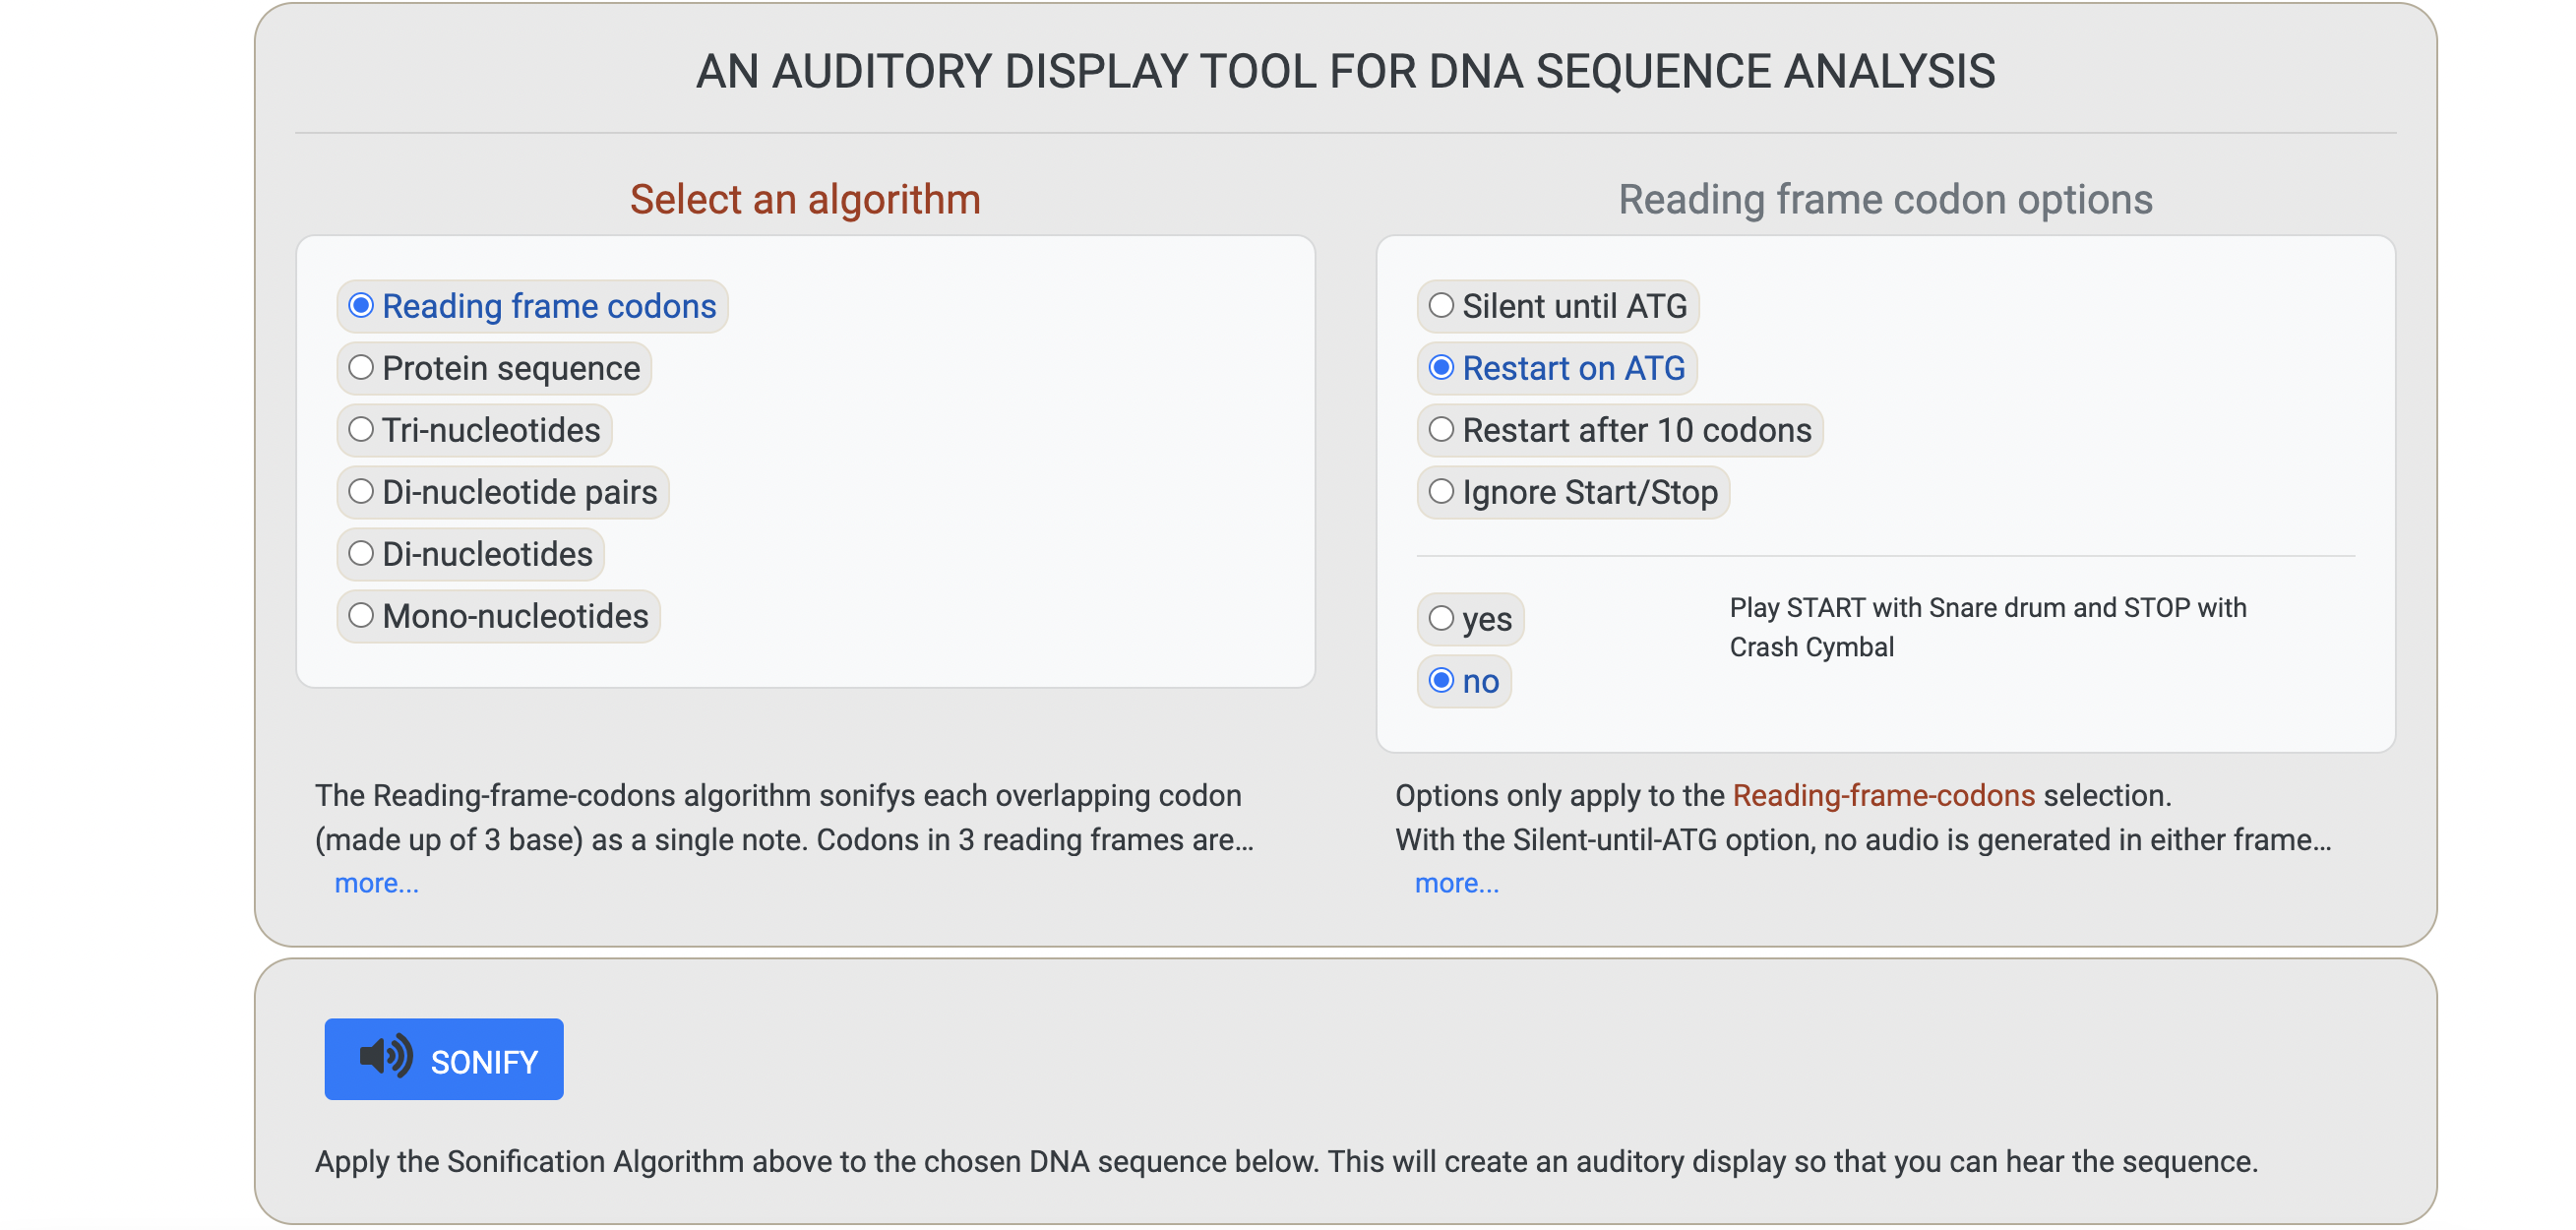 AN AUDITORY DISPLAY TOOL FOR DNA SEQUENCE ANALYSIS
Select an algorithm
Reading frame codons
Protein sequence
Tri-nucleotides
Di-nucleotide pairs
Di-nucleotides
Mono-nucleotides
The Reading-frame-codons algorithm sonifys each overlapping codon
(made up of 3 base) as a single note. Codons in 3 reading frames are...
more...
Reading frame codon options
Silent until ATG
Restart on ATG
Restart after 10 codons
Ignore Start/Stop
yes
no
Play START with Snare drum and STOP with
Crash Cymbal
Options only apply to the Reading-frame-codons selection.
With the Silent-until-ATG option, no audio is generated in either frame...
more...
SONIFY
Apply the Sonification Algorithm above to the chosen DNA sequence below. This will create an auditory display so that you can hear the sequence.